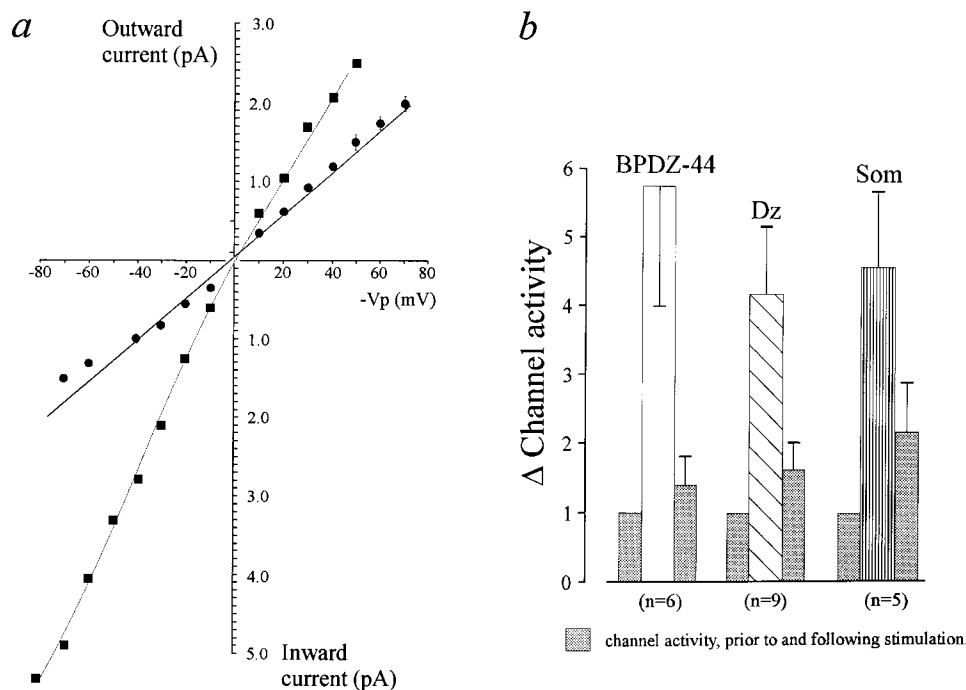 a
Outward
current (pA)
3.0
2.0
1.0
-80 -60 -40 -20 20 40 60 80
-Vp (mV)
1.0
2.0
3.0
4.0
5.0
Inward
current (pA)
b
Δ Channel activity
6
5
4
3
2
1
0
BPDZ-44
Dz
Som
(n=6) (n=9) (n=5)
channel activity, prior to and following stimulation